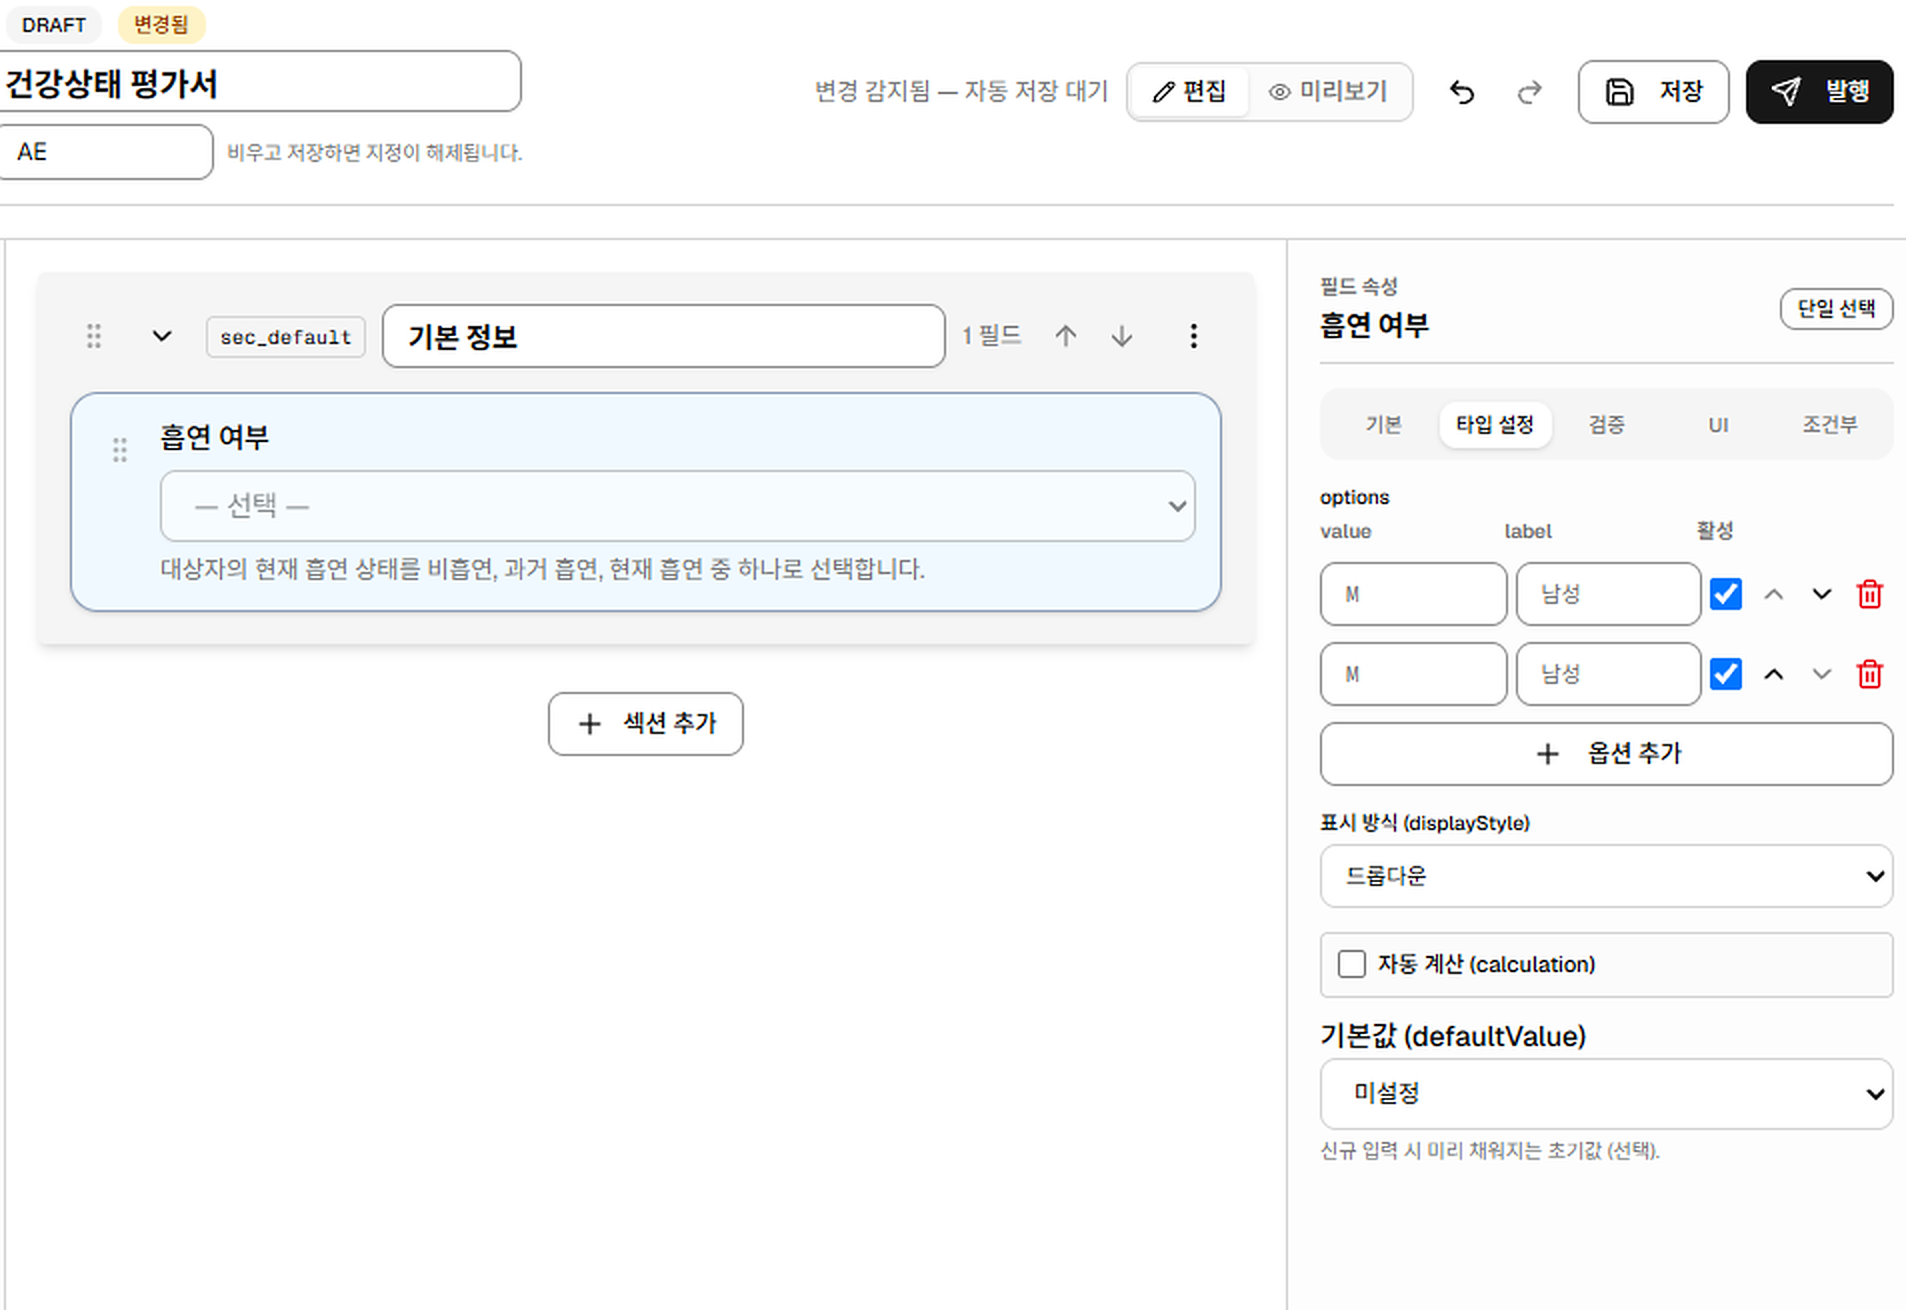 DRAFT 변경됨
건강상태 평가서
변경 감지됨 — 자동 저장 대기 편집 미리보기 저장 발행
AE 비우고 저장하면 지정이 해제됩니다.
sec_default 기본 정보 1 필드
흡연 여부
— 선택 —
대상자의 현재 흡연 상태를 비흡연, 과거 흡연, 현재 흡연 중 하나로 선택합니다.
섹션 추가
필드 속성
흡연 여부
단일 선택
기본 타입 설정 검증 UI 조건부
options
value label 활성
M 남성
M 남성
옵션 추가
표시 방식 (displayStyle)
드롭다운
자동 계산 (calculation)
기본값 (defaultValue)
미설정
신규 입력 시 미리 채워지는 초기값 (선택).